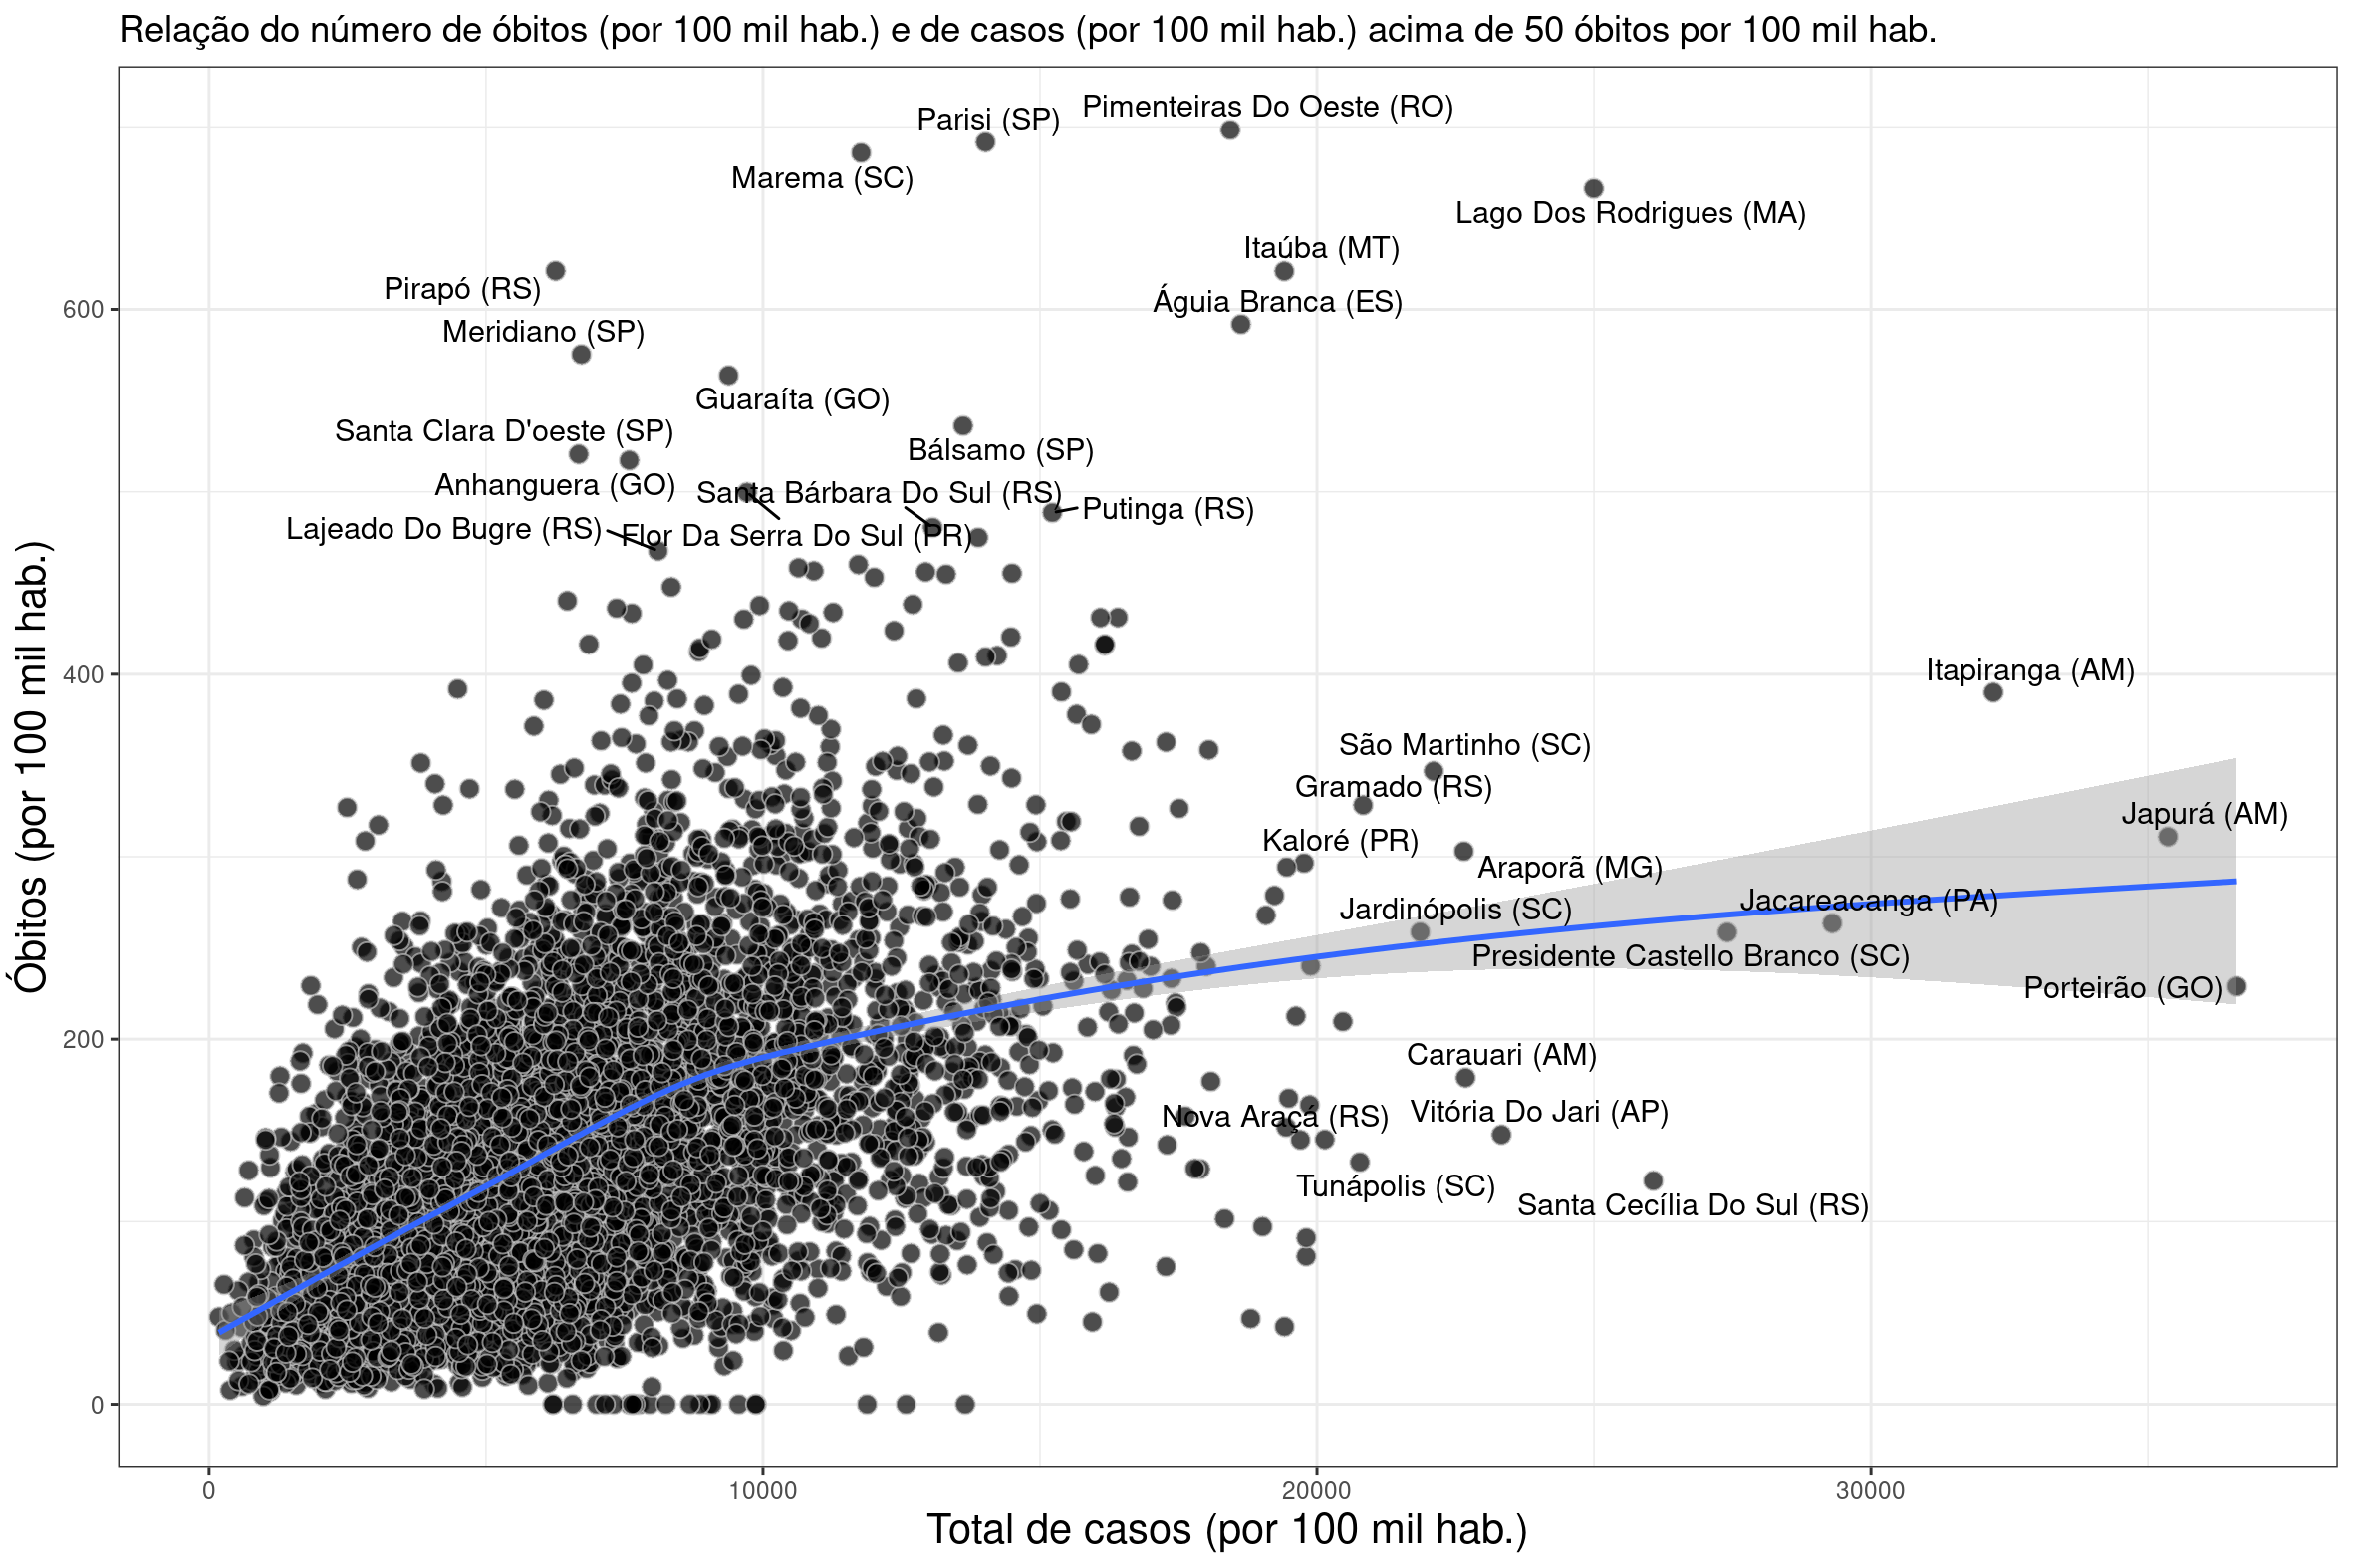 Relação do número de óbitos (por 100 mil hab.) e de casos (por 100 mil hab.) acima de 50 óbitos por 100 mil hab.
Pimenteiras Do Oeste (RO)
Parisi (SP)
Marema (SC)
Lago Dos Rodrigues (MA)
Itaúba (MT)
Pirapó (RS)
Águia Branca (ES)
600
Meridiano (SP)
Guaraíta (GO)
Santa Clara D'oeste (SP)
Bálsamo (SP)
Anhanguera (GO)
Santa Bárbara Do Sul (RS)
Putinga (RS)
Lajeado Do Bugre (RS)
Flor Da Serra Do Sul (PR)
400
Itapiranga (AM)
São Martinho (SC)
Gramado (RS)
Japurá (AM)
Kaloré (PR)
Araporã (MG)
Jacareacanga (PA)
Jardinópolis (SC)
Presidente Castello Branco (SC)
Porteirão (GO)
200
Carauari (AM)
Vitória Do Jari (AP)
Nova Araçá (RS)
Tunápolis (SC)
Santa Cecília Do Sul (RS)
0
Óbitos (por 100 mil hab.)
0 10000 20000 30000
Total de casos (por 100 mil hab.)